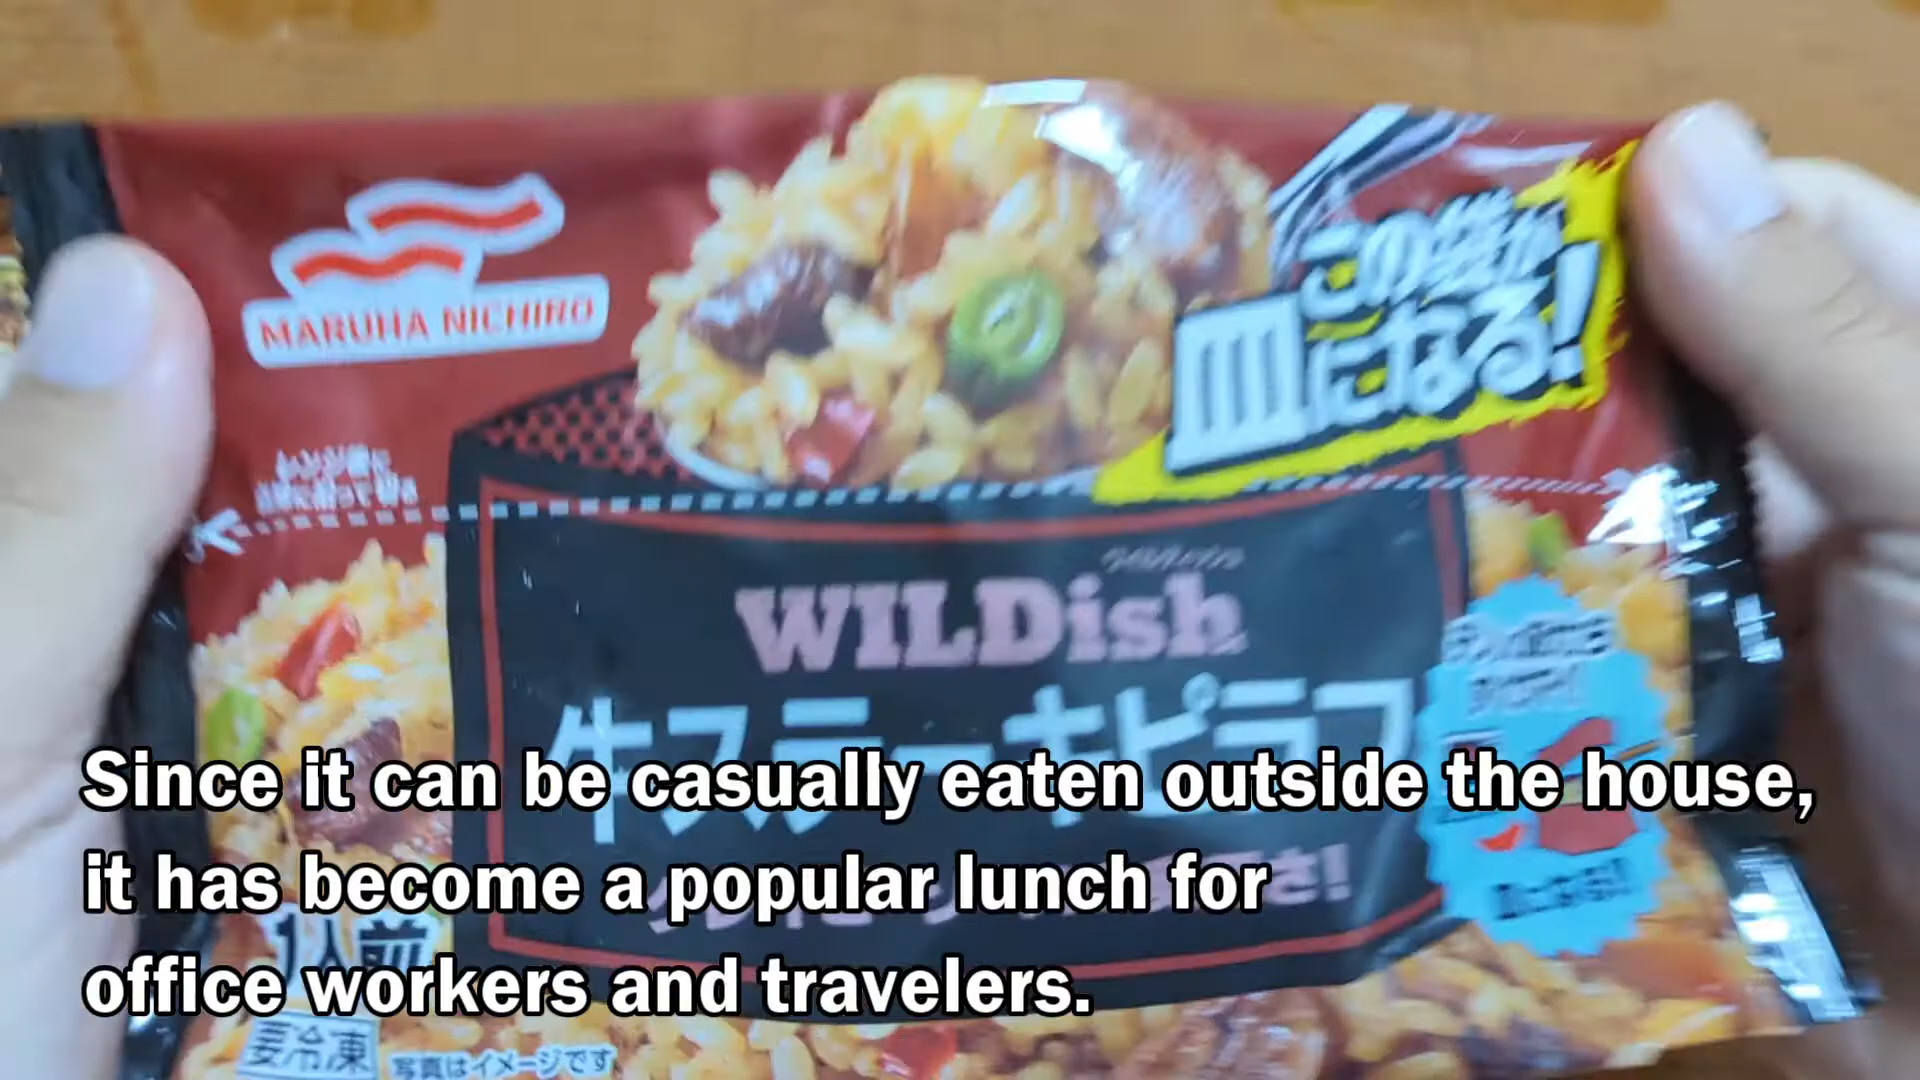 MARUHA NICHIRO
この袋が
皿になる!
WILDish
牛ステーキピラフ
さ!
Since it can be casually eaten outside the house,
it has become a popular lunch for
office workers and travelers.
1人前
要冷凍
写真はイメージです